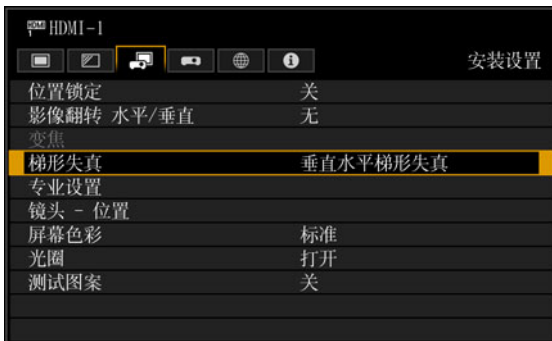 HDMI HDMI-1
安装设置
位置锁定 关
影像翻转 水平/垂直 无
变焦
梯形失真 垂直水平梯形失真
专业设置
镜头 - 位置
屏幕色彩 标准
光圈 打开
测试图案 关